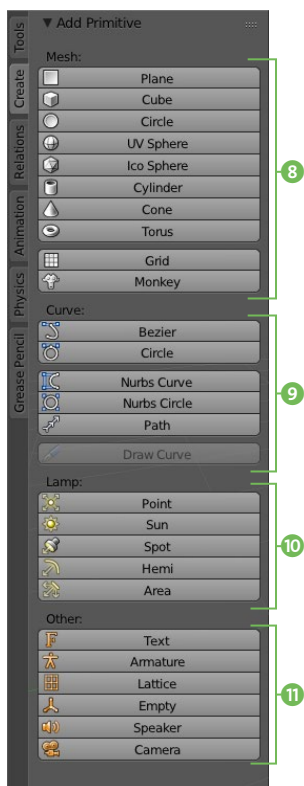 Tools
Create
Relations
Animation
Physics
Grease Pencil
▼ Add Primitive
Mesh:
Plane
Cube
Circle
UV Sphere
Ico Sphere
Cylinder
Cone
Torus
Grid
Monkey
8
Curve:
Bezier
Circle
Nurbs Curve
Nurbs Circle
Path
Draw Curve
9
Lamp:
Point
Sun
Spot
Hemi
Area
10
Other:
Text
Armature
Lattice
Empty
Speaker
Camera
11